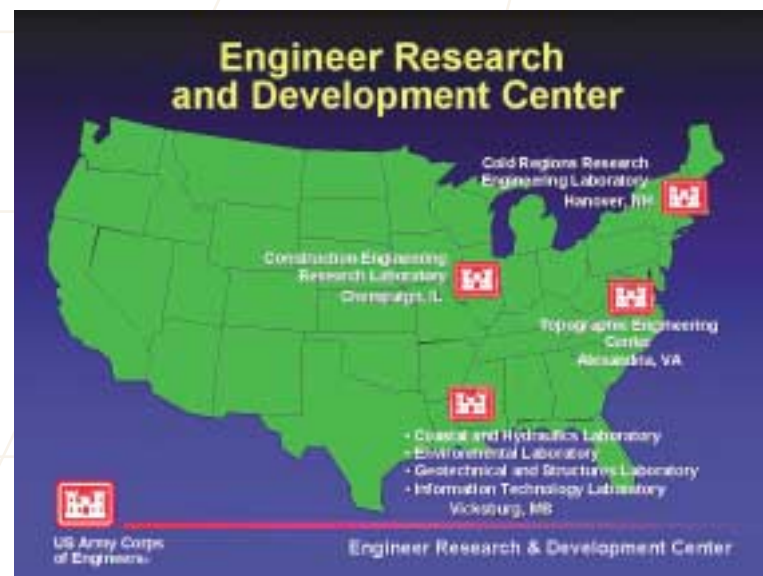 Engineer Research
and Development Center
Cold Regions Research
Engineering Laboratory
Hanover, NH
Construction Engineering
Research Laboratory
Champaign, IL
Topographic Engineering
Center
Alexandria, VA
• Coastal and Hydraulics Laboratory
• Environmental Laboratory
• Geotechnical and Structures Laboratory
• Information Technology Laboratory
Vicksburg, MS
US Army Corps
of Engineers®
Engineer Research & Development Center